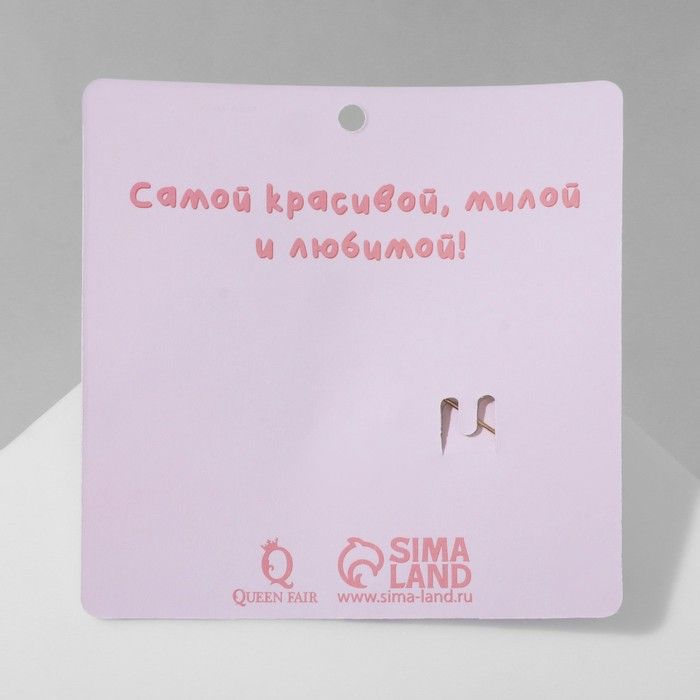 Самой красивой, милой
и любимой!
Q
QUEEN FAIR
SIMA
LAND
www.sima-land.ru